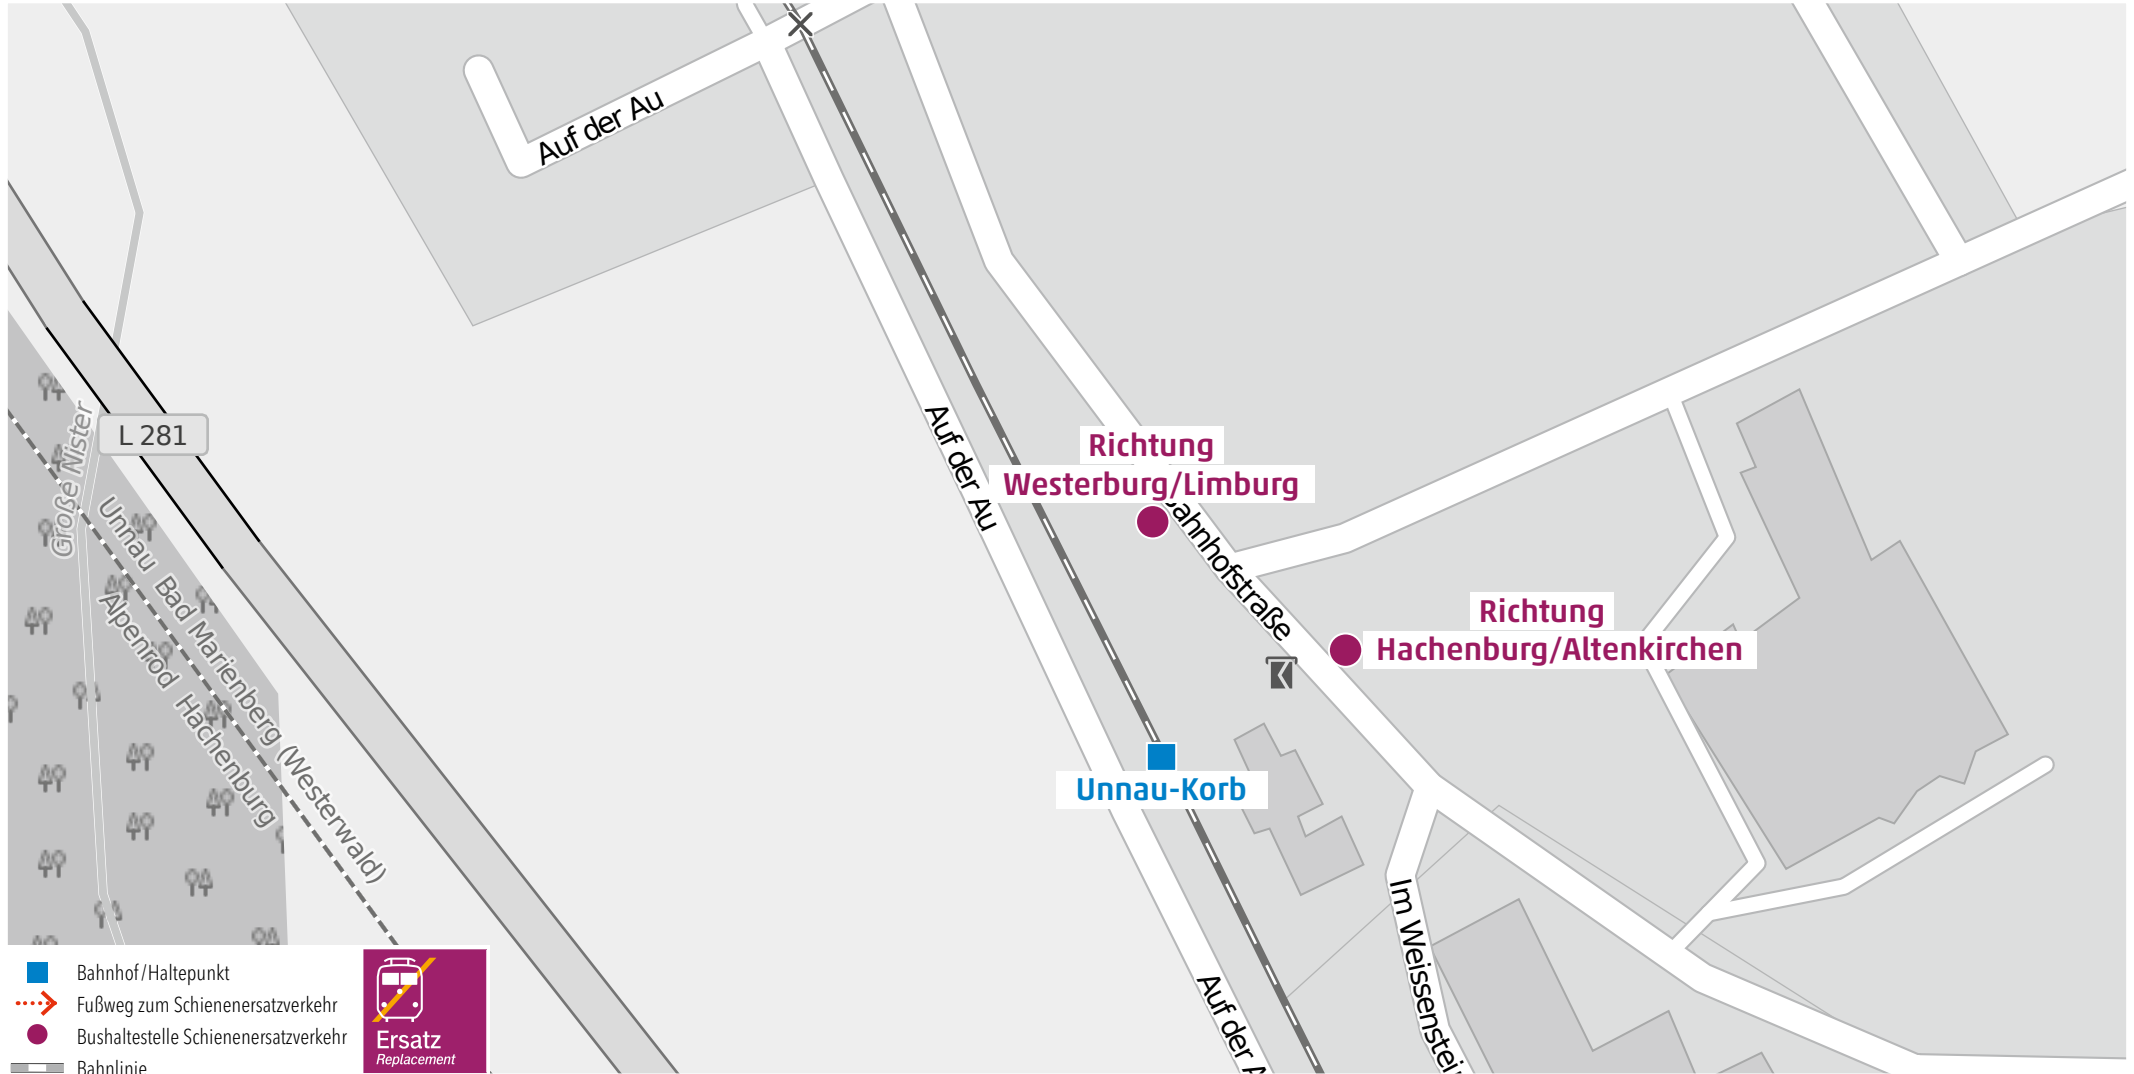 Auf der Au
L 281
Große Nister
Unnau Bad Marienberg (Westerwald)
Alpenrod Hachenburg
Auf der Au
Richtung
Westerburg/Limburg
Bahnhofstraße
Richtung
Hachenburg/Altenkirchen
Unnau-Korb
Im Weissenstein
Auf der A
Bahnhof/Haltepunkt
Fußweg zum Schienenersatzverkehr
Bushaltestelle Schienenersatzverkehr
Bahnlinie
Ersatz
Replacement